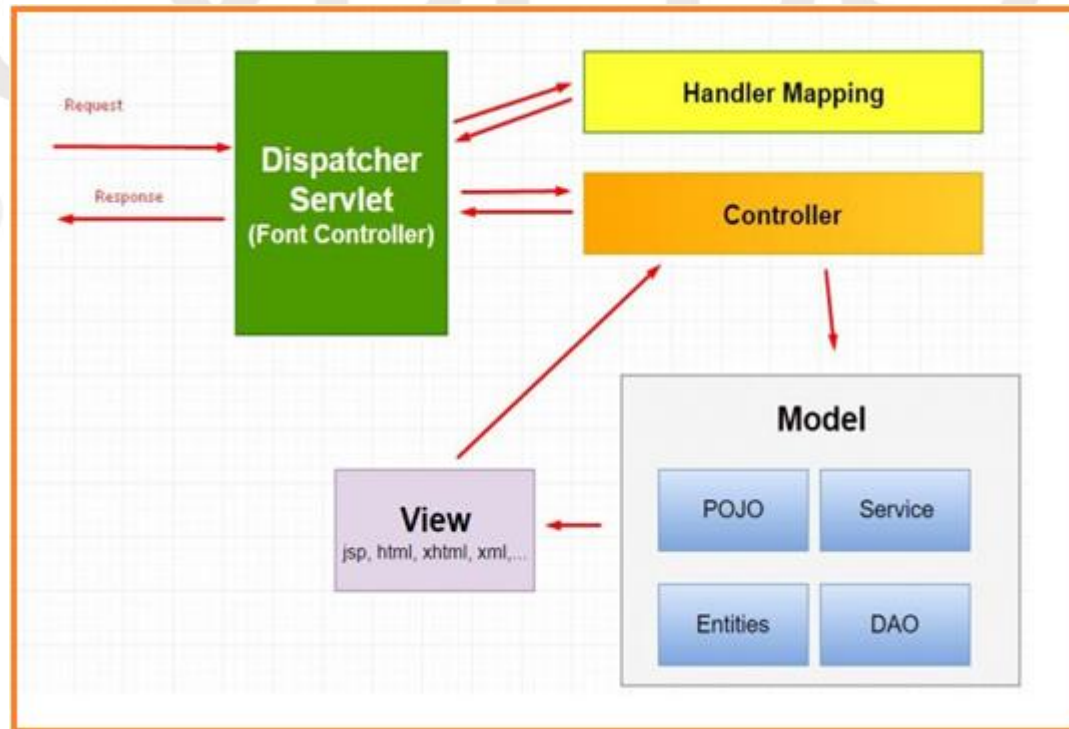 Request
Response
Dispatcher
Servlet
(Font Controller)
Handler Mapping
Controller
Model
POJO
Service
Entities
DAO
View
jsp, html, xhtml, xml,...